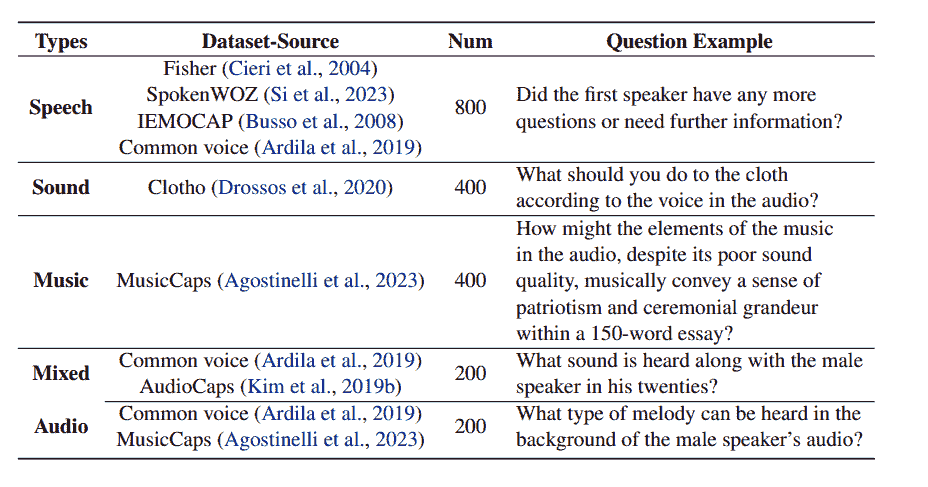 Types Dataset-Source Num Question Example
Fisher (Cieri et al., 2004)
SpokenWOZ (Si et al., 2023)
IEMOCAP (Busso et al., 2008)
Common voice (Ardila et al., 2019)
Speech
800
Did the first speaker have any more
questions or need further information?
Sound
Clotho (Drossos et al., 2020)
400
What should you do to the cloth
according to the voice in the audio?
Music
MusicCaps (Agostinelli et al., 2023)
400
How might the elements of the music
in the audio, despite its poor sound
quality, musically convey a sense of
patriotism and ceremonial grandeur
within a 150-word essay?
Mixed
Common voice (Ardila et al., 2019)
AudioCaps (Kim et al., 2019b)
200
What sound is heard along with the male
speaker in his twenties?
Audio
Common voice (Ardila et al., 2019)
MusicCaps (Agostinelli et al., 2023)
200
What type of melody can be heard in the
background of the male speaker's audio?